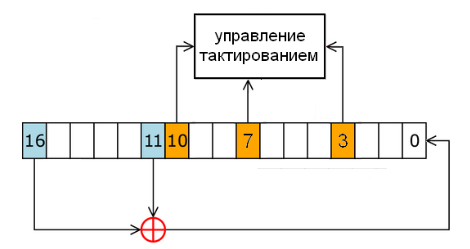 управление
тактированием
16 11 10 7 3 0